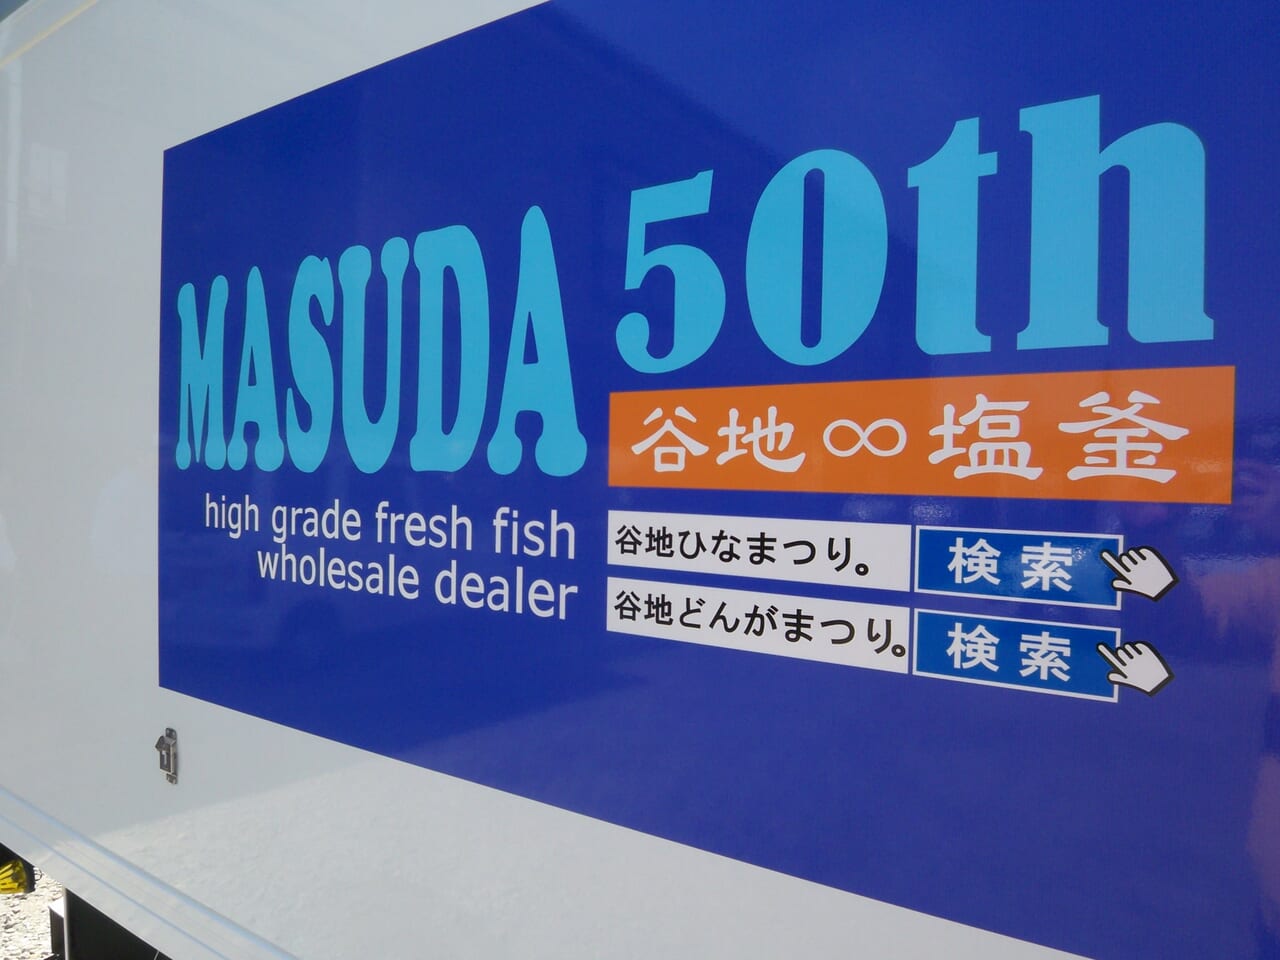 MASUDA 50th
high grade fresh fish
wholesale dealer
谷地∞塩釜
谷地ひなまつり。 検索
谷地どんがまつり。 検索